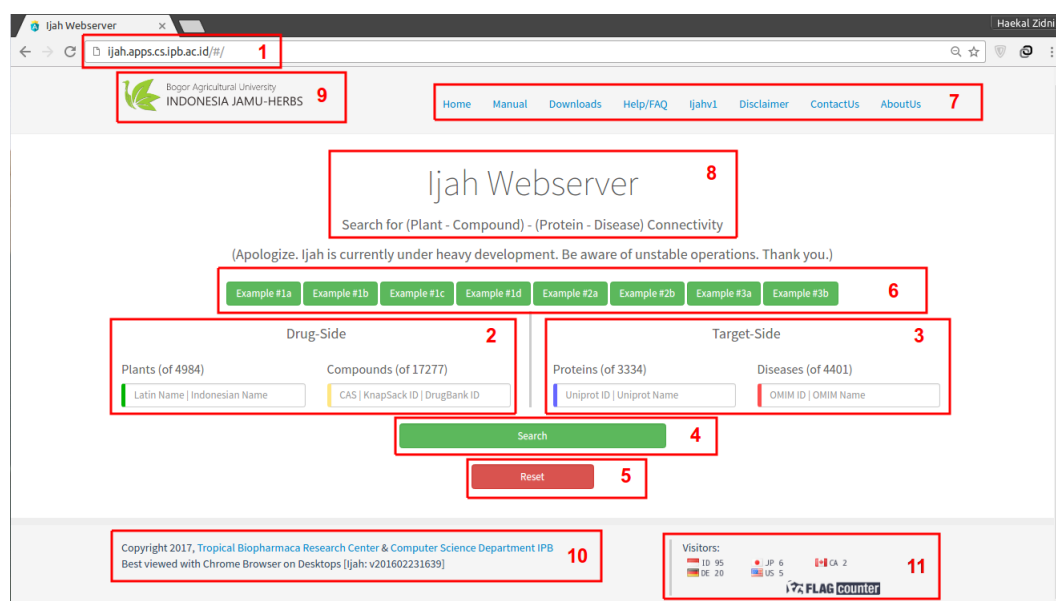 Ijah Webserver
Haekal Zidni
ijah.apps.cs.ipb.ac.id/#/ 1
Bogor Agricultural University
INDONESIA JAMU-HERBS 9
Home Manual Downloads Help/FAQ Ijahv1 Disclaimer ContactUs AboutUs 7
Ijah Webserver 8
Search for (Plant - Compound) - (Protein - Disease) Connectivity
(Apologize. Ijah is currently under heavy development. Be aware of unstable operations. Thank you.)
Example #1a Example #1b Example #1c Example #1d Example #2a Example #2b Example #3a Example #3b 6
Drug-Side 2 Target-Side 3
Plants (of 4984) Compounds (of 17277) Proteins (of 3334) Diseases (of 4401)
Latin Name | Indonesian Name CAS | KnapSack ID | DrugBank ID Uniprot ID | Uniprot Name OMIM ID | OMIM Name
Search 4
Reset 5
Copyright 2017, Tropical Biopharmaca Research Center & Computer Science Department IPB 10
Best viewed with Chrome Browser on Desktops [Ijah: v201602231639]
Visitors: 11
ID 95 JP 6 CA 2
DE 20 US 5
FLAG counter